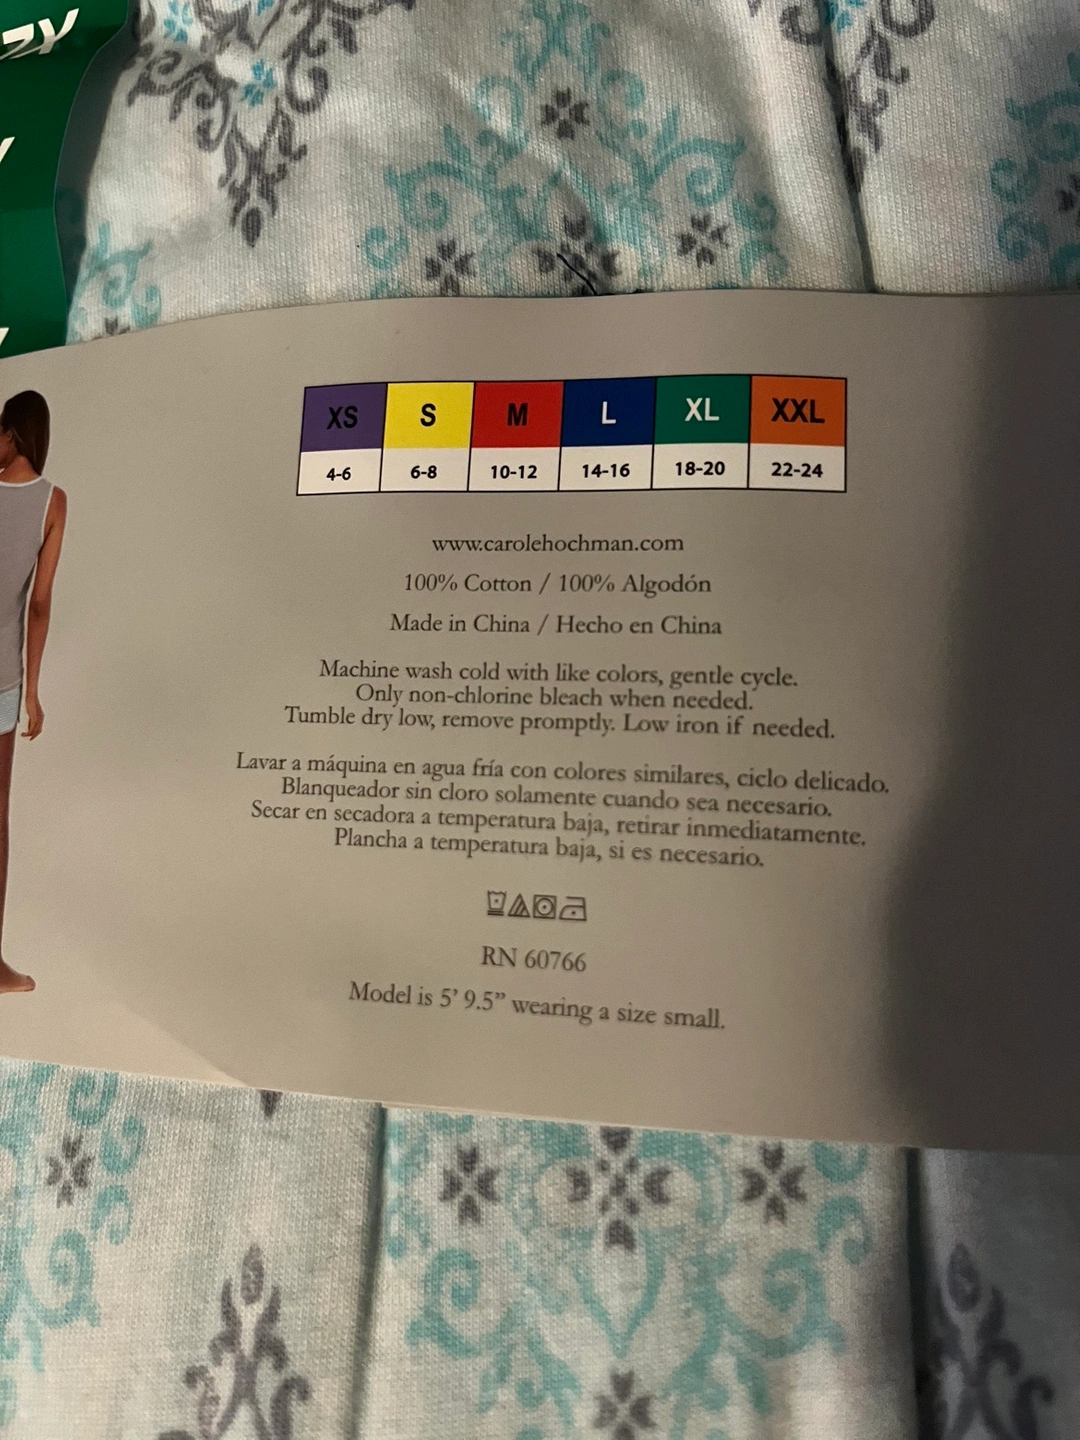 ZY
XS S M L XL XXL
4-6 6-8 10-12 14-16 18-20 22-24
www.carolehochman.com
100% Cotton / 100% Algodón
Made in China / Hecho en China
Machine wash cold with like colors, gentle cycle.
Only non-chlorine bleach when needed.
Tumble dry low, remove promptly. Low iron if needed.
Lavar a máquina en agua fría con colores similares, ciclo delicado.
Blanqueador sin cloro solamente cuando sea necesario.
Secar en secadora a temperatura baja, retirar inmediatamente.
Plancha a temperatura baja, si es necesario.
RN 60766
Model is 5’ 9.5” wearing a size small.